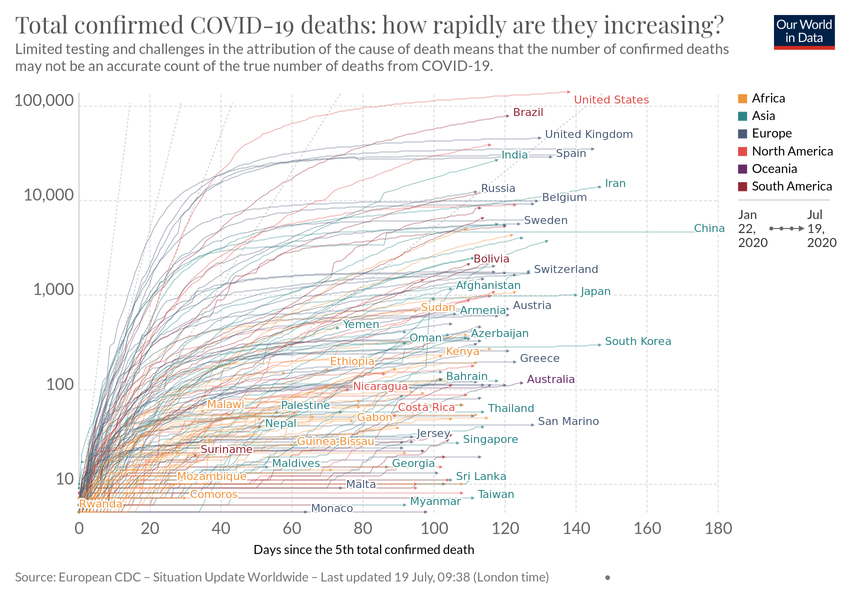 Total confirmed COVID-19 deaths: how rapidly are they increasing?
Our World
in Data
Limited testing and challenges in the attribution of the cause of death means that the number of confirmed deaths
may not be an accurate count of the true number of deaths from COVID-19.
100,000
10,000
1,000
100
10
United States
Brazil
United Kingdom
Spain
India
Iran
Russia
Belgium
Sweden
China
Bolivia
Switzerland
Afghanistan
Japan
Sudan
Armenia
Austria
Yemen
Azerbaijan
Oman
South Korea
Kenya
Greece
Ethiopia
Bahrain
Australia
Nicaragua
Malawi
Palestine
Costa Rica
Thailand
Gabon
Nepal
San Marino
Jersey
Guinea-Bissau
Singapore
Suriname
Maldives
Georgia
Mozambique
Sri Lanka
Malta
Comoros
Taiwan
Rwanda
Myanmar
Monaco
0
20
40
60
80
100
120
140
160
180
Days since the 5th total confirmed death
Africa
Asia
Europe
North America
Oceania
South America
Jan
22,
2020
Jul
19,
2020
Source: European CDC – Situation Update Worldwide – Last updated 19 July, 09:38 (London time)